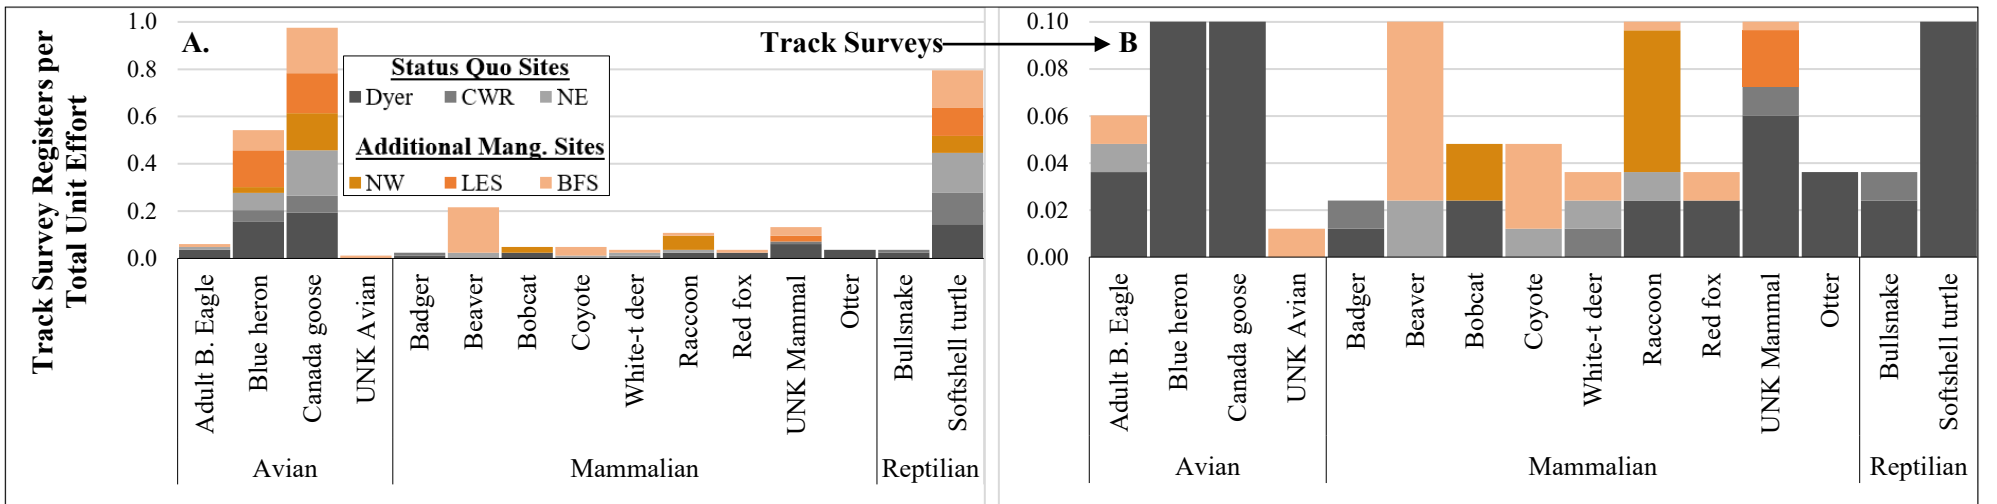 Track Survey Registers per
Total Unit Effort
1.0
0.8
0.6
0.4
0.2
0.0
A.
Status Quo Sites
Dyer CWR NE
Additional Mang. Sites
NW LES BFS
Track Surveys
Adult B. Eagle
Blue heron
Canada goose
UNK Avian
Badger
Beaver
Bobcat
Coyote
White-t deer
Raccoon
Red fox
UNK Mammal
Otter
Bullsnake
Softshell turtle
Avian
Mammalian
Reptilian
B
0.10
0.08
0.06
0.04
0.02
0.00
Adult B. Eagle
Blue heron
Canada goose
UNK Avian
Badger
Beaver
Bobcat
Coyote
White-t deer
Raccoon
Red fox
UNK Mammal
Otter
Bullsnake
Softshell turtle
Avian
Mammalian
Reptilian